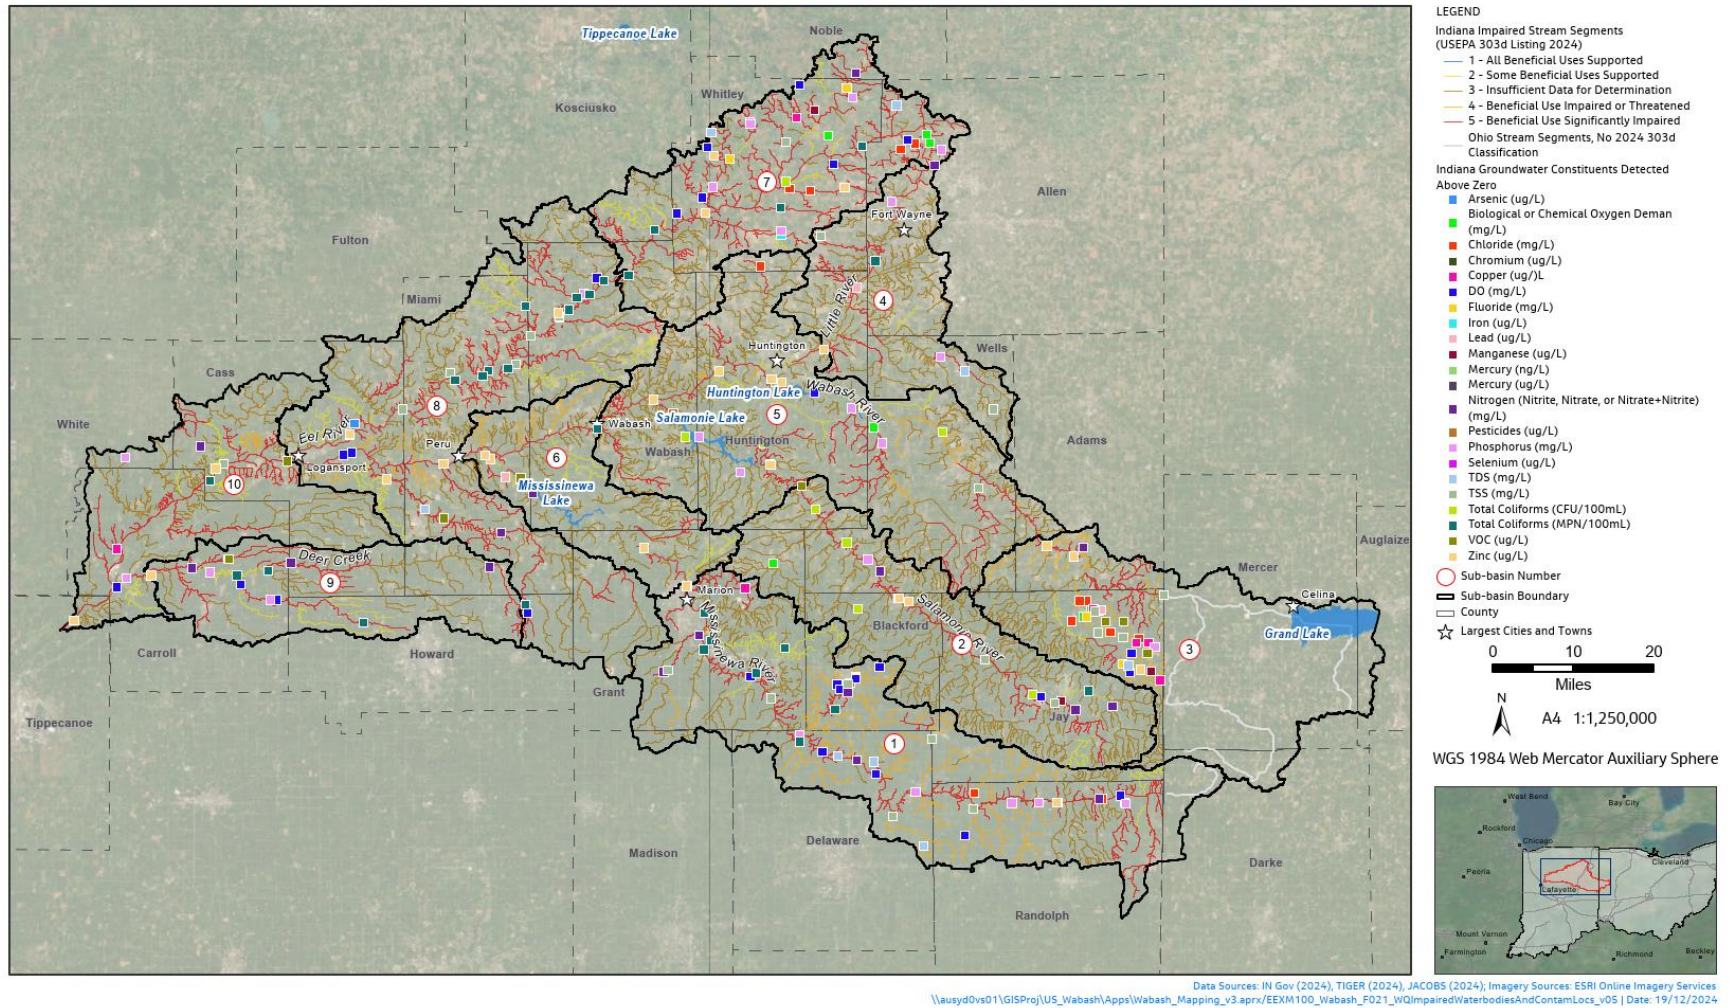 Tippecanoe Lake
Noble
Whitley
Kosciusko
Allen
7
Fort Wayne
Fulton
Miami
4
Little River
Huntington
Wells
Cass
Huntington Lake
Wabash River
8
Salamonie Lake
5
White
Eel River
Wabash
Adams
Peru
Huntington
Wabash
Logansport
6
10
Mississinewa
Lake
Auglaize
Deer Creek
Mercer
9
Marion
Celina
Mississinewa River
Salamonie River
Blackford
Grand Lake
2
3
Carroll
Howard
Grant
Jay
Tippecanoe
1
Delaware
Madison
Darke
Randolph
LEGEND
Indiana Impaired Stream Segments
(USEPA 303d Listing 2024)
1 - All Beneficial Uses Supported
2 - Some Beneficial Uses Supported
3 - Insufficient Data for Determination
4 - Beneficial Use Impaired or Threatened
5 - Beneficial Use Significantly Impaired
Ohio Stream Segments, No 2024 303d
Classification
Indiana Groundwater Constituents Detected
Above Zero
Arsenic (ug/L)
Biological or Chemical Oxygen Deman
(mg/L)
Chloride (mg/L)
Chromium (ug/L)
Copper (ug/)L
DO (mg/L)
Fluoride (mg/L)
Iron (ug/L)
Lead (ug/L)
Manganese (ug/L)
Mercury (ng/L)
Mercury (ug/L)
Nitrogen (Nitrite, Nitrate, or Nitrate+Nitrite)
(mg/L)
Pesticides (ug/L)
Phosphorus (mg/L)
Selenium (ug/L)
TDS (mg/L)
TSS (mg/L)
Total Coliforms (CFU/100mL)
Total Coliforms (MPN/100mL)
VOC (ug/L)
Zinc (ug/L)
Sub-basin Number
Sub-basin Boundary
County
Largest Cities and Towns
0 10 20
Miles
N
A4 1:1,250,000
WGS 1984 Web Mercator Auxiliary Sphere
West Bend
Bay City
Rockford
Chicago
Cleveland
Peoria
Lafayette
Mount Vernon
Farmington
Richmond
Beckley
Data Sources: IN Gov (2024), TIGER (2024), JACOBS (2024); Imagery Sources: ESRI Online Imagery Services
\\ausyd0vs01\GISProj\US_Wabash\Apps\Wabash_Mapping_v3.aprx/EEXM100_Wabash_F021_WQImpairedWaterbodiesAndContamLocs_v05 | Date: 19/12/2024